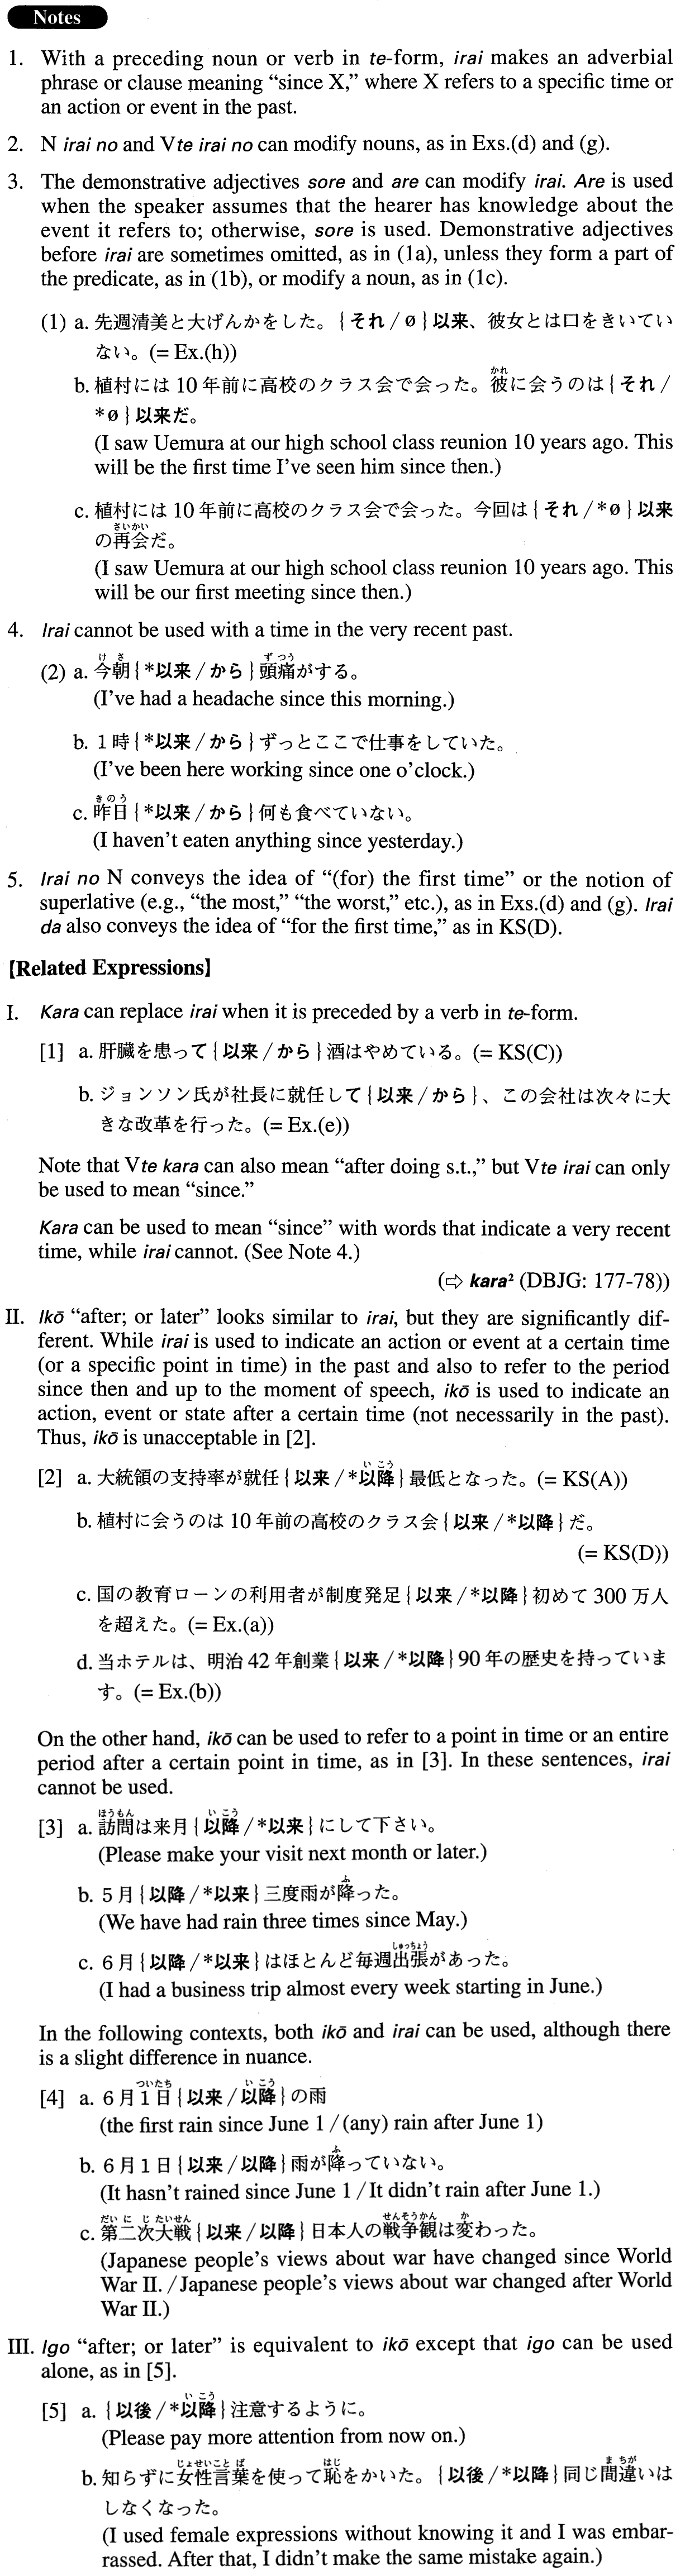 Notes
1. With a preceding noun or verb in te-form, irai makes an adverbial
phrase or clause meaning “since X,” where X refers to a specific time or
an action or event in the past.
2. N irai no and Vte irai no can modify nouns, as in Exs.(d) and (g).
3. The demonstrative adjectives sore and are can modify irai. Are is used
when the speaker assumes that the hearer has knowledge about the
event it refers to; otherwise, sore is used. Demonstrative adjectives
before irai are sometimes omitted, as in (1a), unless they form a part of
the predicate, as in (1b), or modify a noun, as in (1c).
(1) a. 先週清美と大げんかをした。{それ / ø}以来、彼女とは口をきいてい
ない。(= Ex.(h))
かれ
b. 植村には 10 年前に高校のクラス会で会った。彼に会うのは{それ /
*ø}以来だ。
(I saw Uemura at our high school class reunion 10 years ago. This
will be the first time I’ve seen him since then.)
c. 植村には 10 年前に高校のクラス会で会った。今回は{それ / *ø}以来
さいかい
の再会だ。
(I saw Uemura at our high school class reunion 10 years ago. This
will be our first meeting since then.)
4. Irai cannot be used with a time in the very recent past.
けさ ずつう
(2) a. 今朝{*以来 / から}頭痛がする。
(I’ve had a headache since this morning.)
b. 1 時{*以来 / から}ずっとここで仕事をしていた。
(I’ve been here working since one o’clock.)
きのう
c. 昨日{*以来 / から}何も食べていない。
(I haven’t eaten anything since yesterday.)
5. Irai no N conveys the idea of “(for) the first time” or the notion of
superlative (e.g., “the most,” “the worst,” etc.), as in Exs.(d) and (g). Irai
da also conveys the idea of “for the first time,” as in KS(D).
【Related Expressions】
I. Kara can replace irai when it is preceded by a verb in te-form.
[1] a. 肝臓を患って{以来 / から}酒はやめている。(= KS(C))
b. ジョンソン氏が社長に就任して{以来 / から}、この会社は次々に大
きな改革を行った。(= Ex.(e))
Note that Vte kara can also mean “after doing s.t.,” but Vte irai can only
be used to mean “since.”
Kara can be used to mean “since” with words that indicate a very recent
time, while irai cannot. (See Note 4.)
(⇨ kara² (DBJG: 177-78))
II. Ikō “after; or later” looks similar to irai, but they are significantly dif-
ferent. While irai is used to indicate an action or event at a certain time
(or a specific point in time) in the past and also to refer to the period
since then and up to the moment of speech, ikō is used to indicate an
action, event or state after a certain time (not necessarily in the past).
Thus, ikō is unacceptable in [2].
いこう
[2] a. 大統領の支持率が就任{以来 / *以降}最低となった。(= KS(A))
b. 植村に会うのは 10 年前の高校のクラス会{以来 / *以降}だ。
(= KS(D))
c. 国の教育ローンの利用者が制度発足{以来 / *以降}初めて 300 万人
を超えた。(= Ex.(a))
d. 当ホテルは、明治 42 年創業{以来 / *以降}90 年の歴史を持っていま
す。(= Ex.(b))
On the other hand, ikō can be used to refer to a point in time or an entire
period after a certain point in time, as in [3]. In these sentences, irai
cannot be used.
ほうもん いこう
[3] a. 訪問は来月{以降 / *以来}にして下さい。
(Please make your visit next month or later.)
ふ
b. 5 月{以降 / *以来}三度雨が降った。
(We have had rain three times since May.)
しゅっちょう
c. 6 月{以降 / *以来}はほとんど毎週出張があった。
(I had a business trip almost every week starting in June.)
In the following contexts, both ikō and irai can be used, although there
is a slight difference in nuance.
ついたち いこう
[4] a. 6 月 1 日{以来 / 以降}の雨
(the first rain since June 1 / (any) rain after June 1)
ふ
b. 6 月 1 日{以来 / 以降}雨が降っていない。
(It hasn’t rained since June 1 / It didn’t rain after June 1.)
だいにじたいせん せんそうかん か
c. 第二次大戦{以来 / 以降}日本人の戦争観は変わった。
(Japanese people’s views about war have changed since World
War II. / Japanese people’s views about war changed after World
War II.)
III. Igo “after; or later” is equivalent to ikō except that igo can be used
alone, as in [5].
いこう
[5] a. {以後 / *以降}注意するように。
(Please pay more attention from now on.)
じょせいことば はじ まちが
b. 知らずに女性言葉を使って恥をかいた。{以後 / *以降}同じ間違いは
しなくなった。
(I used female expressions without knowing it and I was embar-
rassed. After that, I didn’t make the same mistake again.)